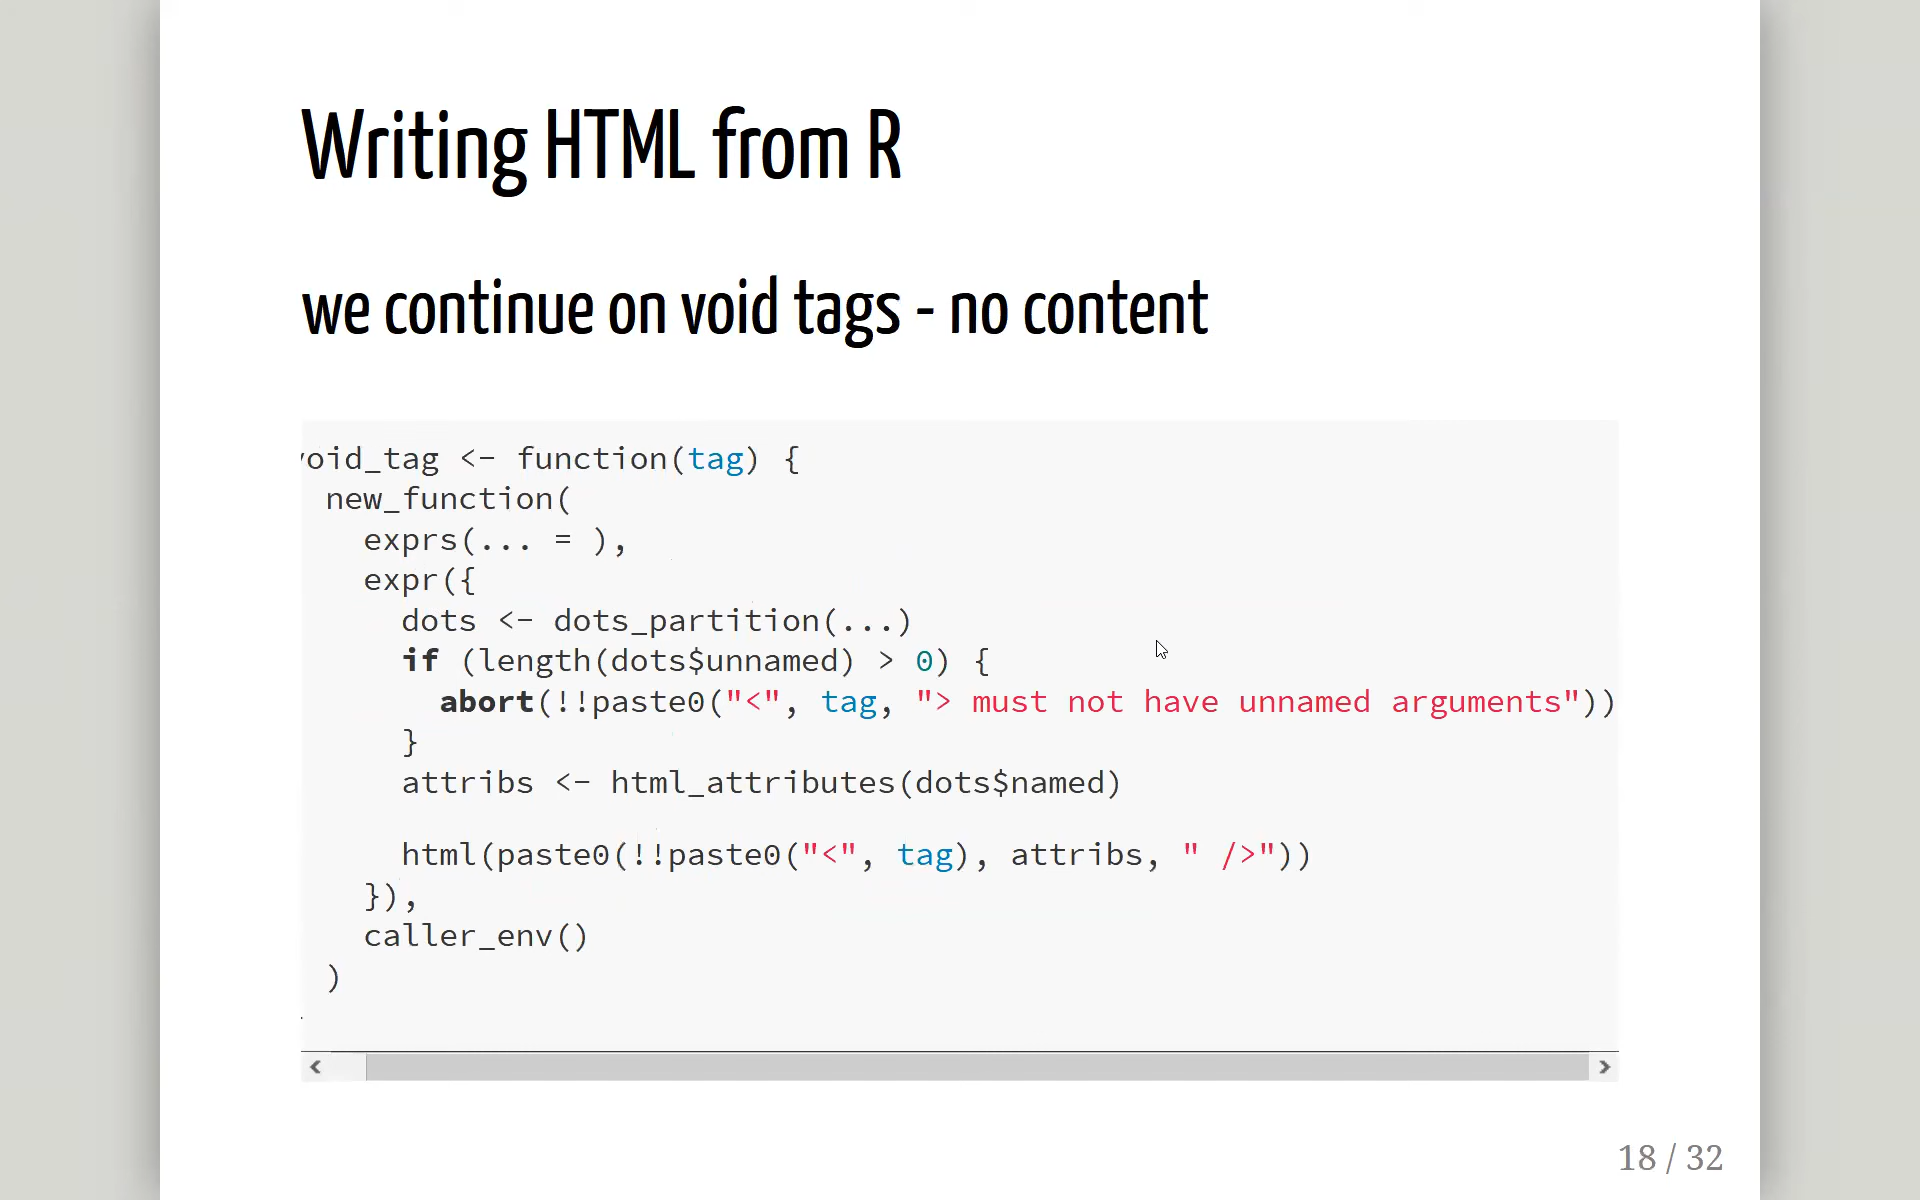 Writing HTML from R
we continue on void tags - no content
void_tag <- function(tag) {
new_function(
exprs(... = ),
expr({
dots <- dots_partition(...)
if (length(dots$unnamed) > 0) {
abort(!!paste0("<", tag, "> must not have unnamed arguments"))
}
attribs <- html_attributes(dots$named)
html(paste0(!!paste0("<", tag), attribs, " />"))
}),
caller_env()
)
18 / 32